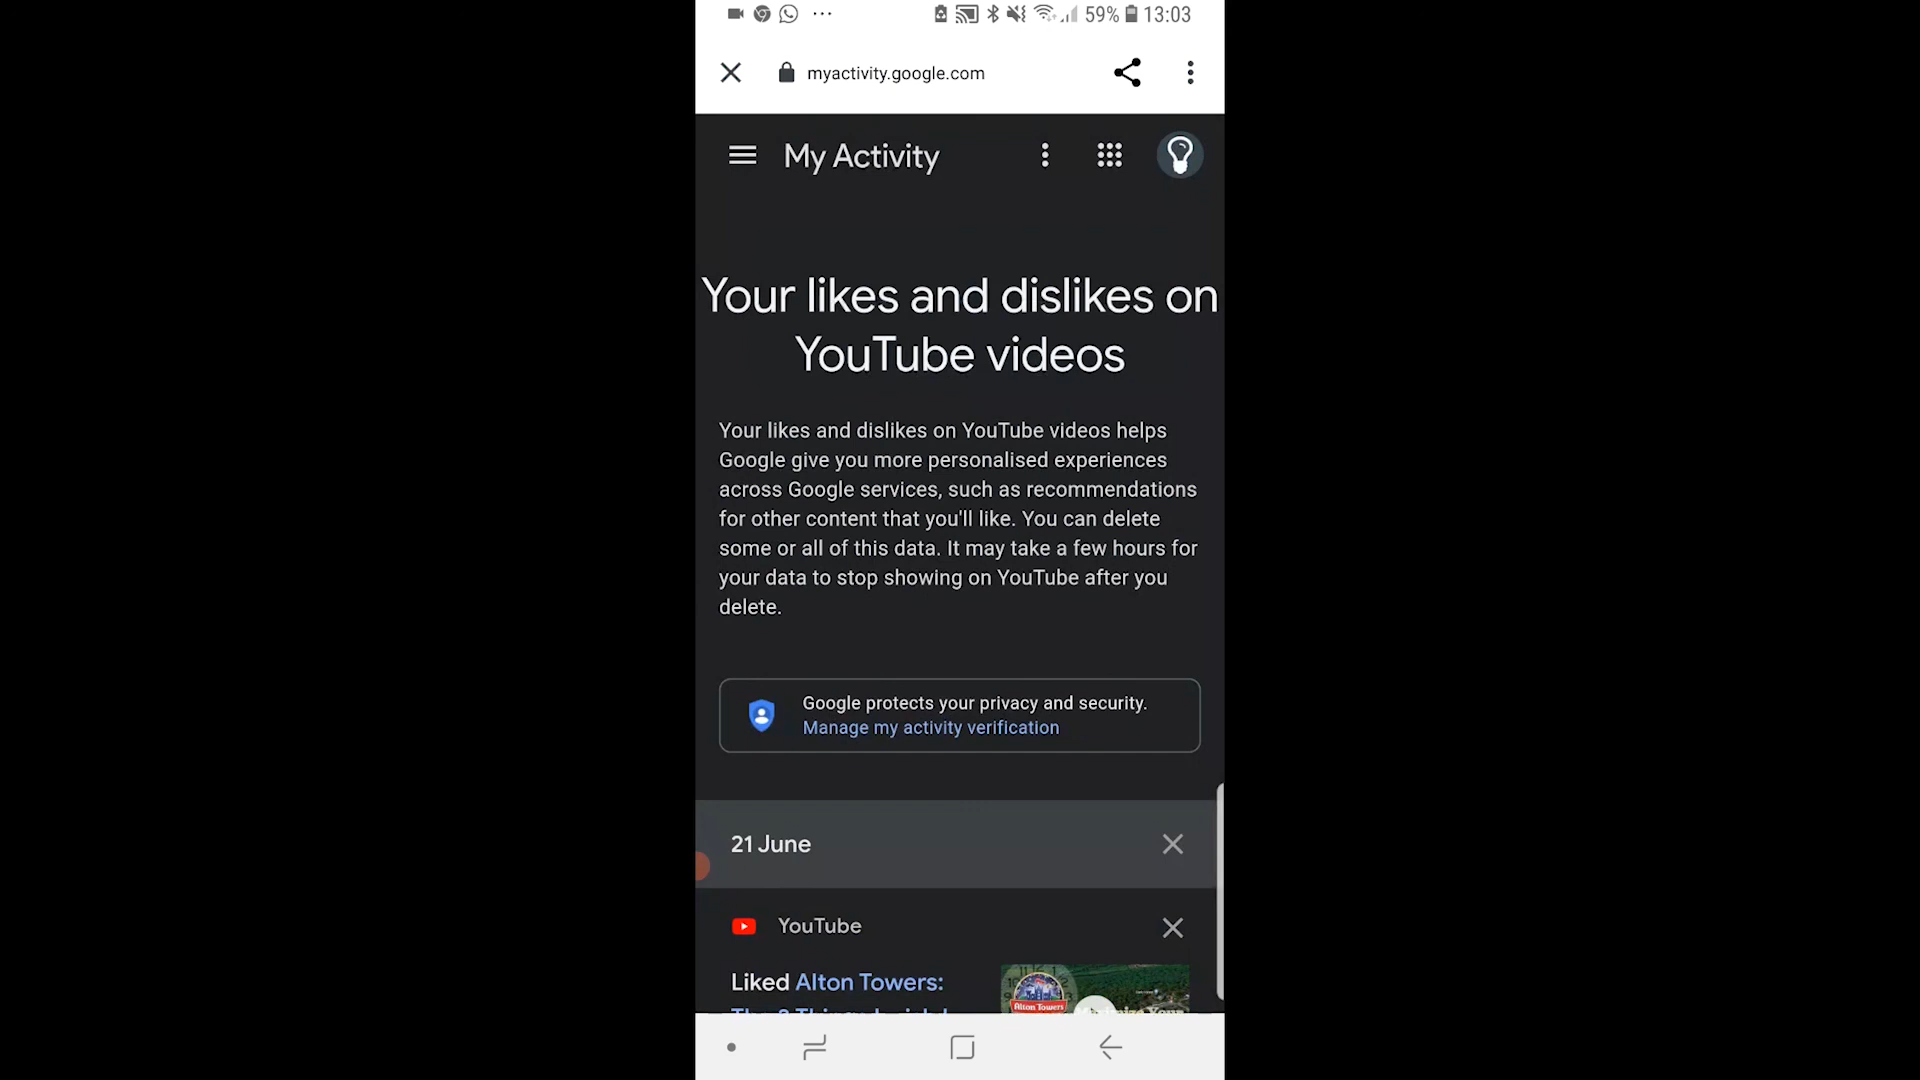 59% 13:03
myactivity.google.com
My Activity
Your likes and dislikes on
YouTube videos
Your likes and dislikes on YouTube videos helps
Google give you more personalised experiences
across Google services, such as recommendations
for other content that you'll like. You can delete
some or all of this data. It may take a few hours for
your data to stop showing on YouTube after you
delete.
Google protects your privacy and security.
Manage my activity verification
21 June
YouTube
Liked Alton Towers:
Alton Towers